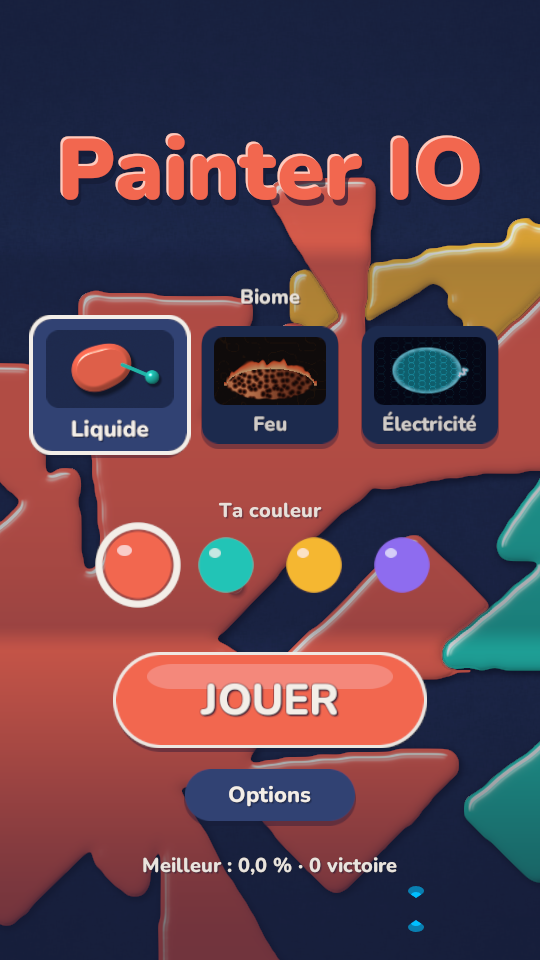 Painter IO
Biome
Liquide
Feu
Électricité
Ta couleur
JOUER
Options
Meilleur : 0,0 % · 0 victoire